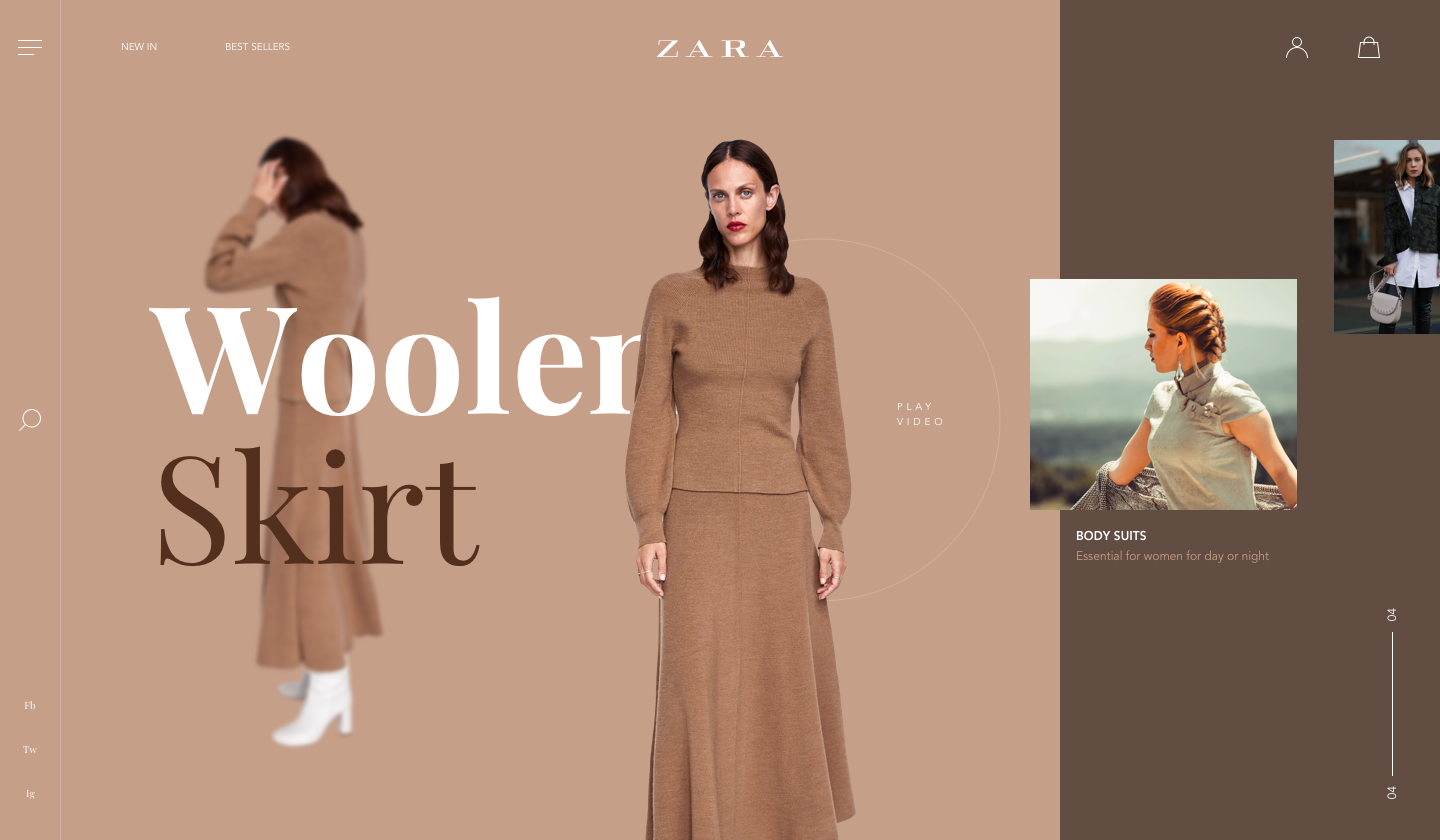 NEW IN
BEST SELLERS
ZARA
Woolen
Skirt
PLAY
VIDEO
BODY SUITS
Essential for women for day or night
04
04
Fb
Tw
Ig